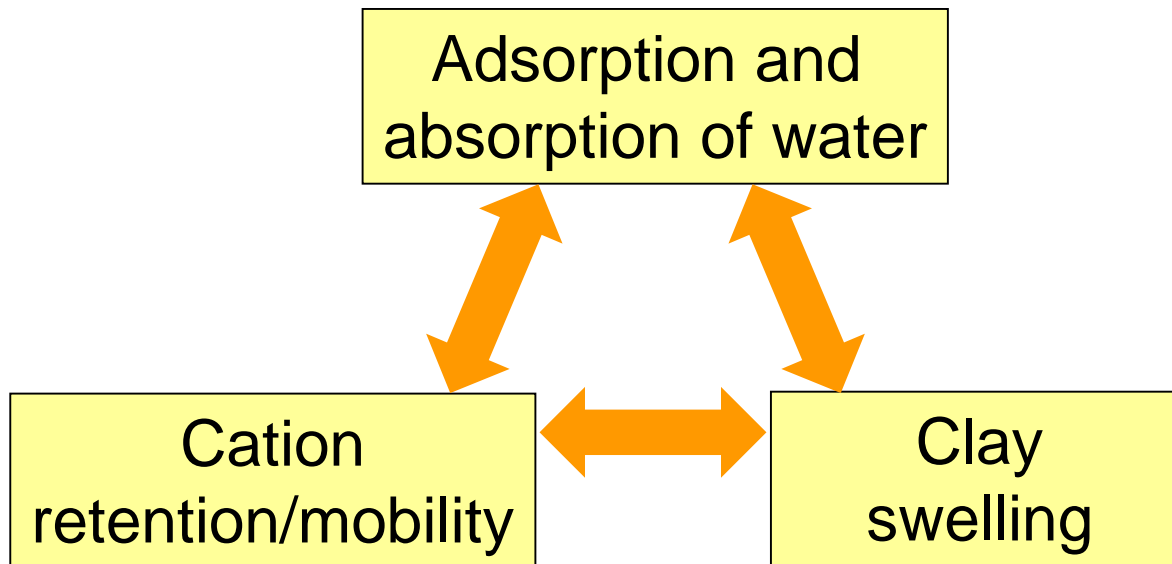 Adsorption and
absorption of water
Cation
retention/mobility
Clay
swelling